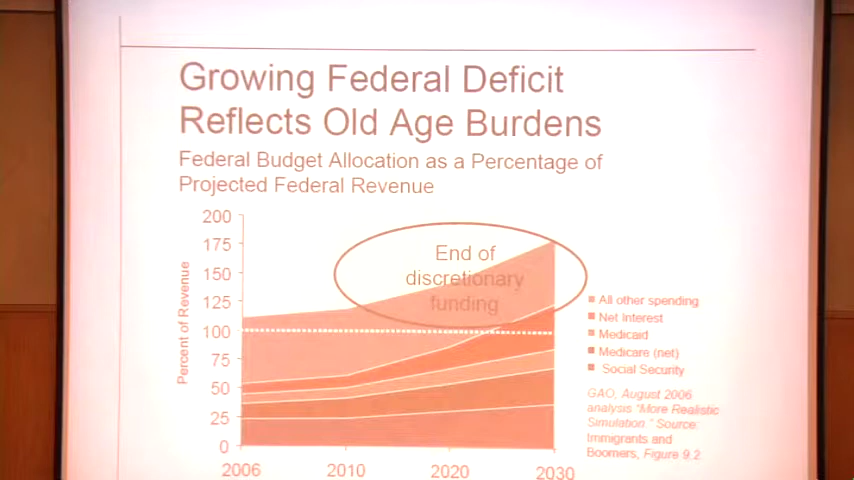 Growing Federal Deficit
Reflects Old Age Burdens
Federal Budget Allocation as a Percentage of
Projected Federal Revenue
Percent of Revenue
200
175
150
125
100
75
50
25
0
2006 2010 2020 2030
End of
discretionary
funding
All other spending
Net Interest
Medicaid
Medicare (net)
Social Security
GAO, August 2006
analysis "More Realistic
Simulation." Source:
Immigrants and
Boomers, Figure 9.2